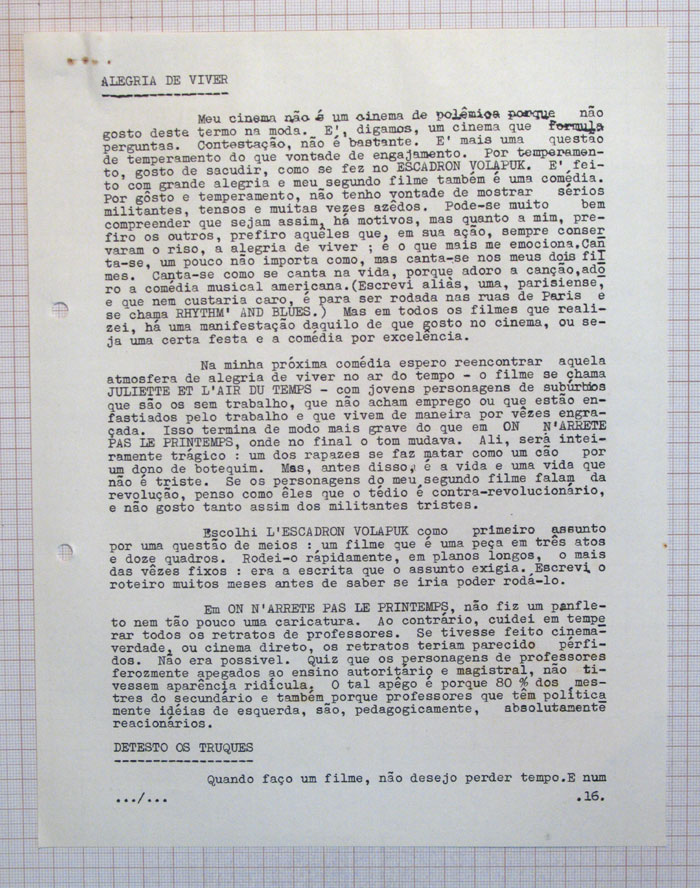 ALEGRIA DE VIVER
Meu cinema não é um cinema de polêmica porque não
gosto deste termo na moda. E', digamos, um cinema que formula
perguntas. Contestação, não é bastante. E' mais uma questão
de temperamento do que vontade de engajamento. Por temperamen-
to, gosto de sacudir, como se fez no ESCADRON VOLAPUK. E' fei-
to com grande alegria e meu segundo filme também é uma comédia.
Por gôsto e temperamento, não tenho vontade de mostrar sérios
militantes, tensos e muitas vezes azêdos. Pode-se muito bem
compreender que sejam assim, há motivos, mas quanto a mim, pre-
firo os outros, prefiro aqueles que, em sua ação, sempre conser
varam o riso, a alegria de viver ; é o que mais me emociona.Can
ta-se, um pouco não importa como, mas canta-se nos meus dois fil
mes. Canta-se como se canta na vida, porque adoro a canção,ado
ro a comédia musical americana.(Escrevi aliás, uma, parisiense,
e que nem custaria caro, é para ser rodada nas ruas de Paris e
se chama RHYTHM' AND BLUES.) Mas em todos os filmes que reali-
zei, há uma manifestação daquilo de que gosto no cinema, ou se-
ja uma certa festa e a comédia por excelência.
Na minha próxima comédia espero reencontrar aquela
atmosfera de alegria de viver no ar do tempo - o filme se chama
JULIETTE ET L'AIR DU TEMPS - com jovens personagens de subúrbios
que são os sem trabalho, que não acham emprego ou que estão en-
fastiados pelo trabalho e que vivem de maneira por vêzes engra-
çada. Isso termina de modo mais grave do que em ON N'ARRETE
PAS LE PRINTEMPS, onde no final o tom mudava. Ali, será intei-
ramente trágico : um dos rapazes se faz matar como um cão por
um dono de botequim. Mas, antes disso, é a vida e uma vida que
não é triste. Se os personagens do meu segundo filme falam da
revolução, penso como êles que o tédio é contra-revolucionário,
e não gosto tanto assim dos militantes tristes.
Escolhi L'ESCADRON VOLAPUK como primeiro assunto
por uma questão de meios : um filme que é uma peça em três atos
e doze quadros. Rodei-o rápidamente, em planos longos, o mais
das vêzes fixos : era a escrita que o assunto exigia. Escrevi o
roteiro muitos meses antes de saber se iria poder rodá-lo.
Em ON N'ARRETE PAS LE PRINTEMPS, não fiz um panfle-
to nem tão pouco uma caricatura. Ao contrário, cuidei em tempe
rar todos os retratos de professores. Se tivesse feito cinema-
verdade, ou cinema direto, os retratos teriam parecido pérfi-
dos. Não era possivel. Quiz que os personagens de professores
ferozmente apegados ao ensino autoritário e magistral, não ti-
vessem aparência ridícula. O tal apêgo é porque 80 % dos mes-
tres do secundário e também porque professores que têm política
mente idéias de esquerda, são, pedagogicamente, absolutamente
reacionários.
DETESTO OS TRUQUES
Quando faço um filme, não desejo perder tempo.E num
.../... .16.